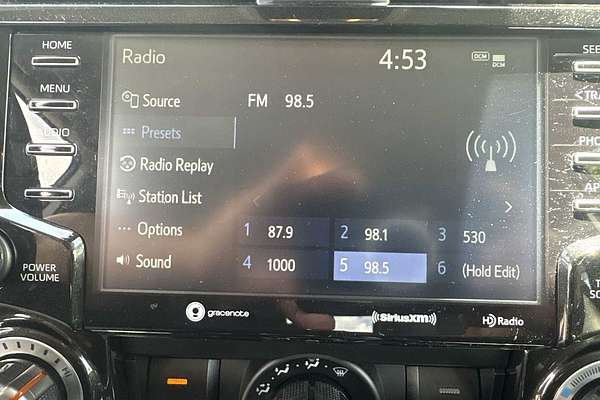 HOME
MENU
POWER
VOLUME
Radio
4:53
DCM
DCM
Source
FM 98.5
Presets
Radio Replay
Station List
Options
Sound
1 87.9 2 98.1 3 530
4 1000 5 98.5 6 (Hold Edit)
gracenote
SiriusXM
HD Radio